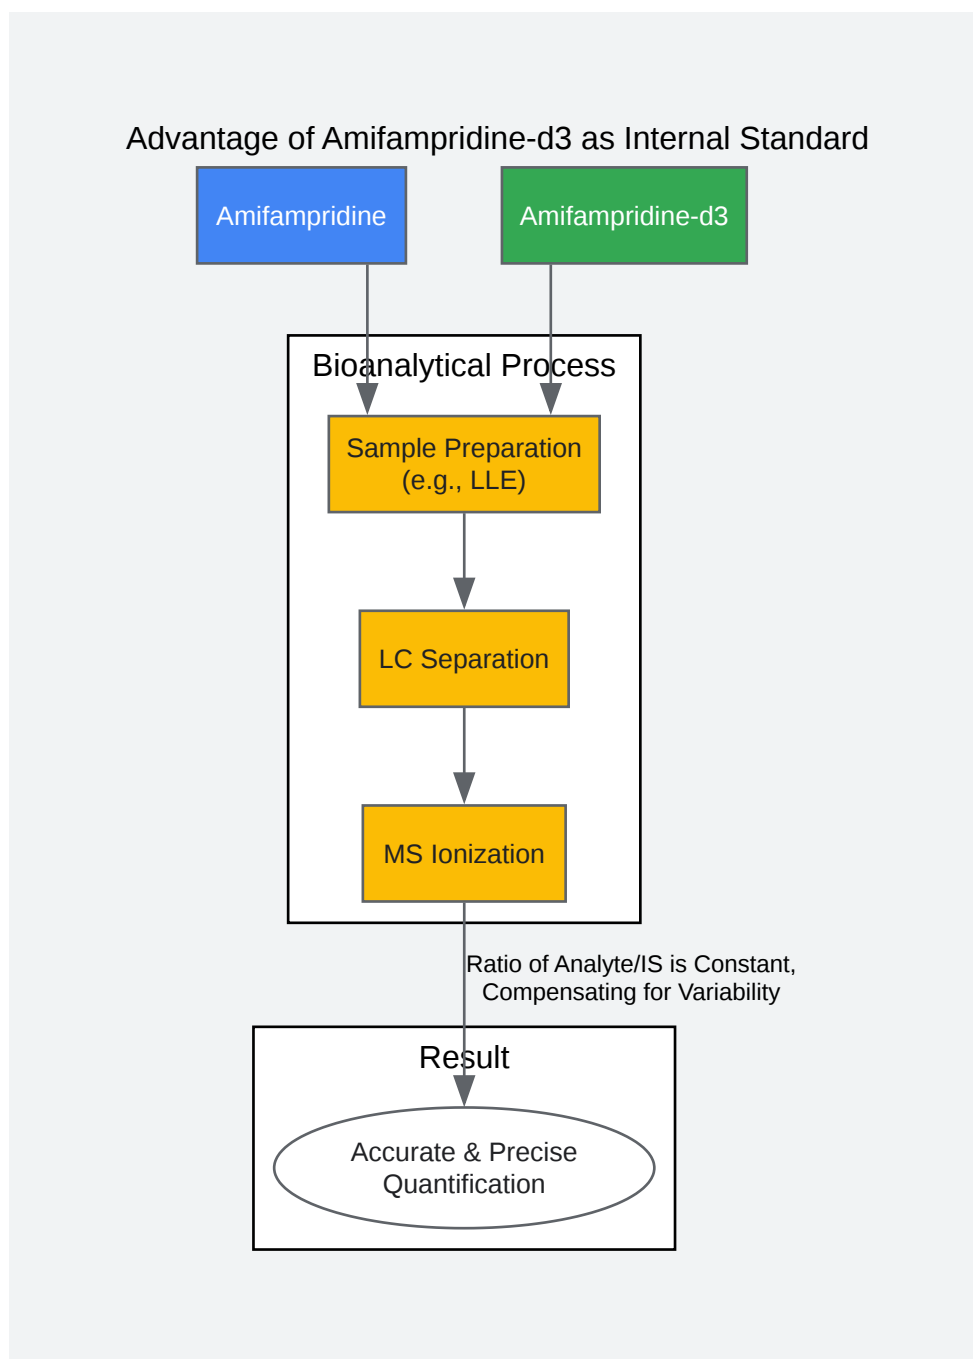 Advantage of Amifampridine-d3 as Internal Standard
Amifampridine
Amifampridine-d3
Bioanalytical Process
Sample Preparation
(e.g., LLE)
LC Separation
MS Ionization
Ratio of Analyte/IS is Constant,
Compensating for Variability
Result
Accurate & Precise
Quantification